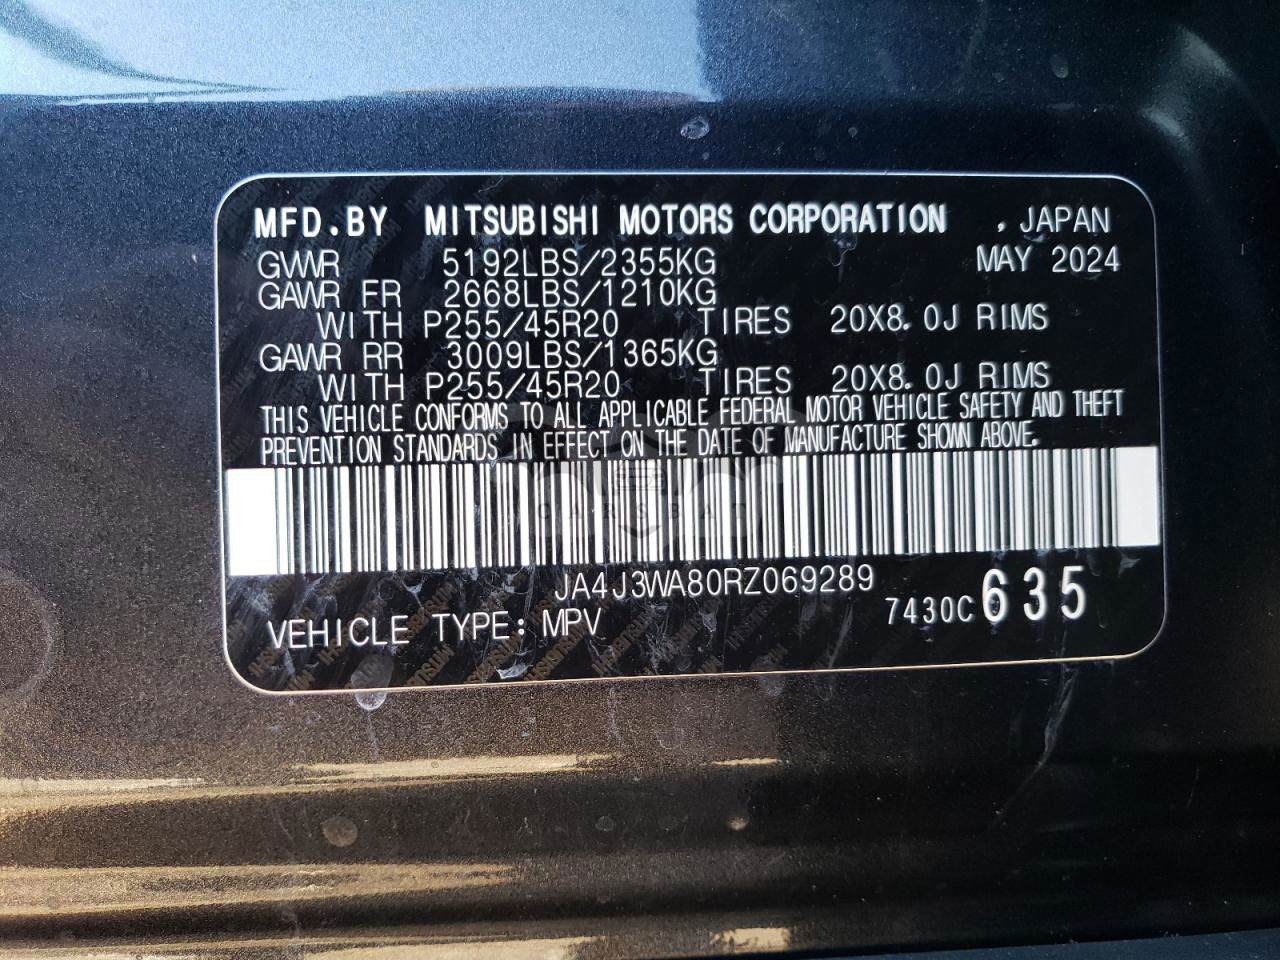 MFD.BY MITSUBISHI MOTORS CORPORATION , JAPAN
GVWR 5192LBS/2355KG MAY 2024
GAWR FR 2668LBS/1210KG
WITH P255/45R20 TIRES 20X8.0J RIMS
GAWR RR 3009LBS/1365KG
WITH P255/45R20 TIRES 20X8.0J RIMS
THIS VEHICLE CONFORMS TO ALL APPLICABLE FEDERAL MOTOR VEHICLE SAFETY AND THEFT
PREVENTION STANDARDS IN EFFECT ON THE DATE OF MANUFACTURE SHOWN ABOVE.
CARSBAD
JA4J3WA80RZ069289
VEHICLE TYPE: MPV 7430C 635